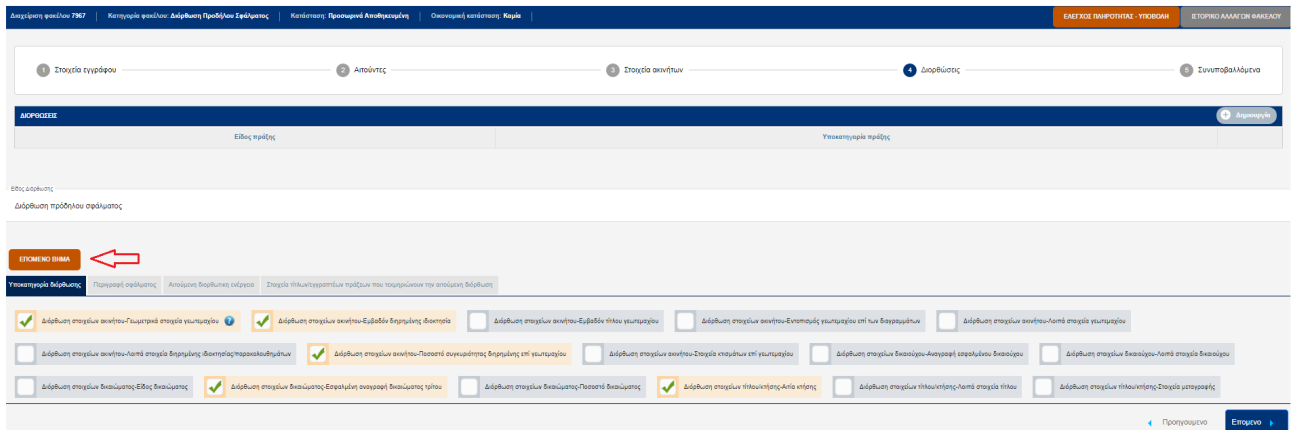 Διαχείριση φακέλου 7967 Κατηγορία φακέλου: Διόρθωση Προδήλου Σφάλματος Κατάσταση: Προσωρινά Αποθηκευμένη Οικονομική κατάσταση: Καμία ΕΛΕΓΧΟΣ ΠΛΗΡΟΤΗΤΑΣ - ΥΠΟΒΟΛΗ ΙΣΤΟΡΙΚΟ ΑΛΛΑΓΩΝ ΦΑΚΕΛΟΥ
1 Στοιχεία εγγράφου 2 Αιτούντες 3 Στοιχεία ακινήτων 4 Διορθώσεις 5 Συνυποβαλλόμενα
ΔΙΟΡΘΩΣΕΙΣ Δημιουργία
Είδος πράξης Υποκατηγορία πράξης
Είδος Διόρθωσης
Διόρθωση πρόδηλου σφάλματος
ΕΠΟΜΕΝΟ ΒΗΜΑ
Υποκατηγορία διόρθωσης Περιγραφή σφάλματος Αιτούμενη διορθωτική ενέργεια Στοιχεία τίτλων/εγγραπτέων πράξεων που τεκμηριώνουν την αιτούμενη διόρθωση
Διόρθωση στοιχείων ακινήτου-Γεωμετρικά στοιχεία γεωτεμαχίου ? Διόρθωση στοιχείων ακινήτου-Εμβαδόν διηρημένης ιδιοκτησία Διόρθωση στοιχείων ακινήτου-Εμβαδόν τίτλου γεωτεμαχίου Διόρθωση στοιχείων ακινήτου-Εντοπισμός γεωτεμαχίου επί των διαγραμμάτων Διόρθωση στοιχείων ακινήτου-Λοιπά στοιχεία γεωτεμαχίου
Διόρθωση στοιχείων ακινήτου-Λοιπά στοιχεία διηρημένης ιδιοκτησίας/παρακολουθημάτων Διόρθωση στοιχείων ακινήτου-Ποσοστό συγκυριότητας διηρημένης επί γεωτεμαχίου Διόρθωση στοιχείων ακινήτου-Στοιχεία κτισμάτων επί γεωτεμαχίου Διόρθωση στοιχείων δικαιούχου-Αναγραφή εσφαλμένου δικαιούχου Διόρθωση στοιχείων δικαιούχου-Λοιπά στοιχεία δικαιούχου
Διόρθωση στοιχείων δικαιώματος-Είδος δικαιώματος Διόρθωση στοιχείων δικαιώματος-Εσφαλμένη αναγραφή δικαιώματος τρίτου Διόρθωση στοιχείων δικαιώματος-Ποσοστό δικαιώματος Διόρθωση στοιχείων τίτλου/κτήσης-Αιτία κτήσης Διόρθωση στοιχείων τίτλου/κτήσης-Λοιπά στοιχεία τίτλου Διόρθωση στοιχείων τίτλου/κτήσης-Στοιχεία μεταγραφής
Προηγουμενο Επομενο